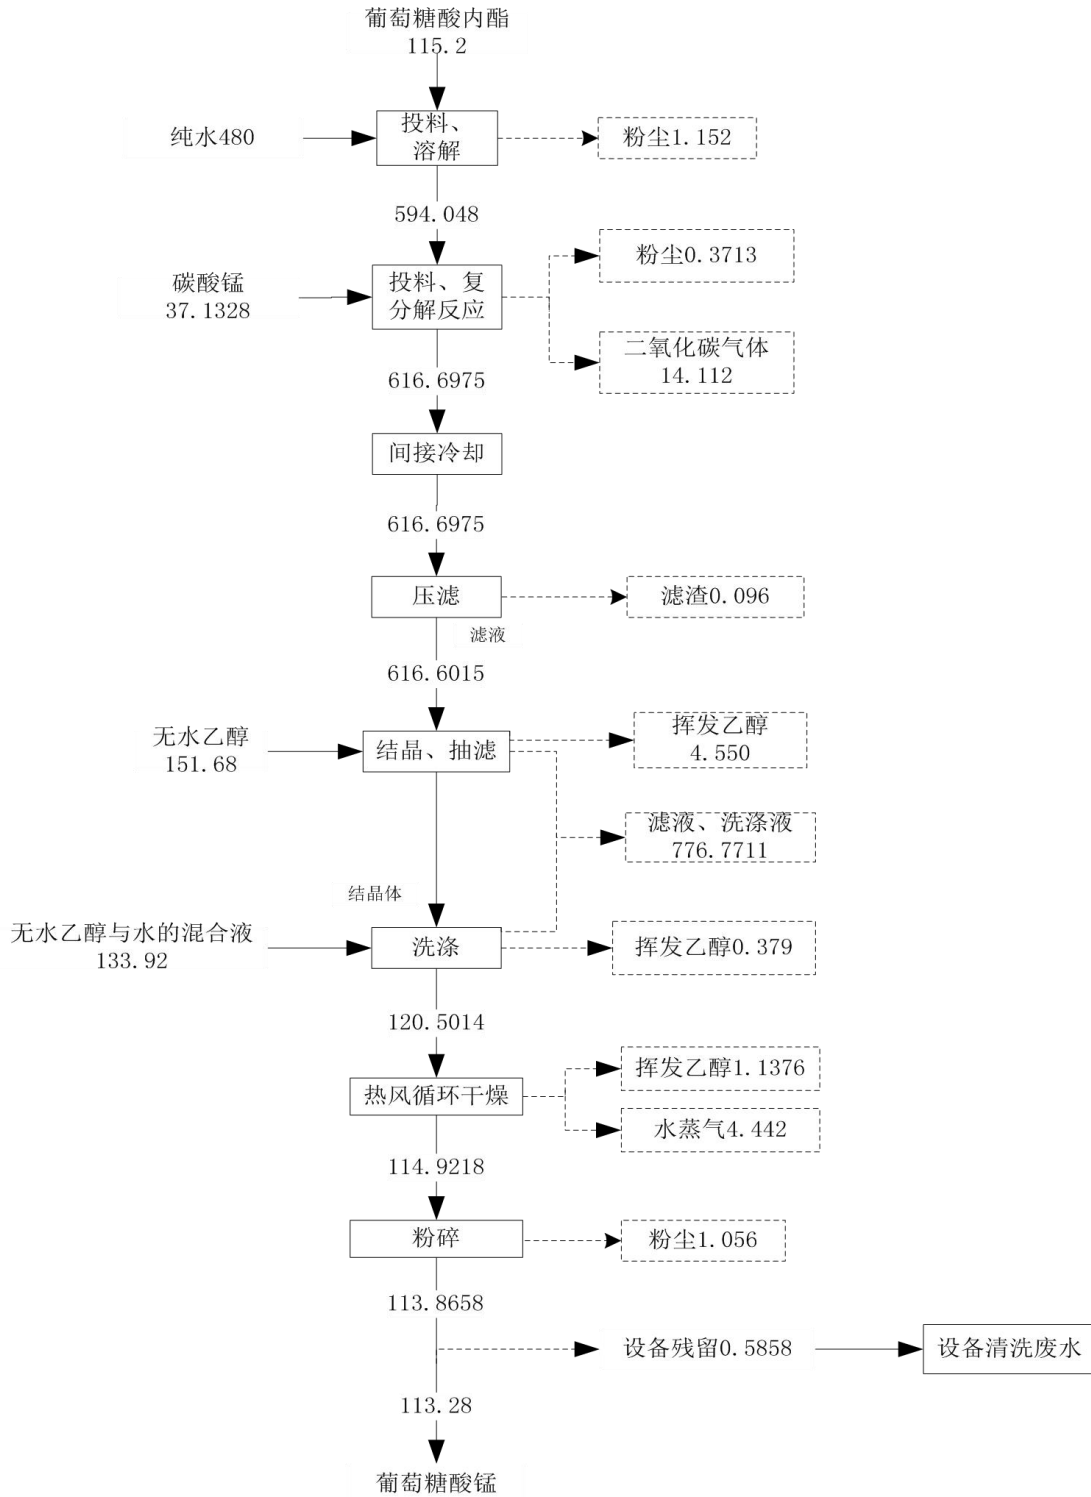 葡萄糖酸内酯
115.2
纯水480
投料、
溶解
粉尘1.152
594.048
碳酸锰
37.1328
投料、复
分解反应
粉尘0.3713
二氧化碳气体
14.112
616.6975
间接冷却
616.6975
压滤
滤渣0.096
滤液
616.6015
无水乙醇
151.68
结晶、抽滤
挥发乙醇
4.550
滤液、洗涤液
776.7711
结晶体
无水乙醇与水的混合液
133.92
洗涤
挥发乙醇0.379
120.5014
热风循环干燥
挥发乙醇1.1376
水蒸气4.442
114.9218
粉碎
粉尘1.056
113.8658
设备残留0.5858
设备清洗废水
113.28
葡萄糖酸锰